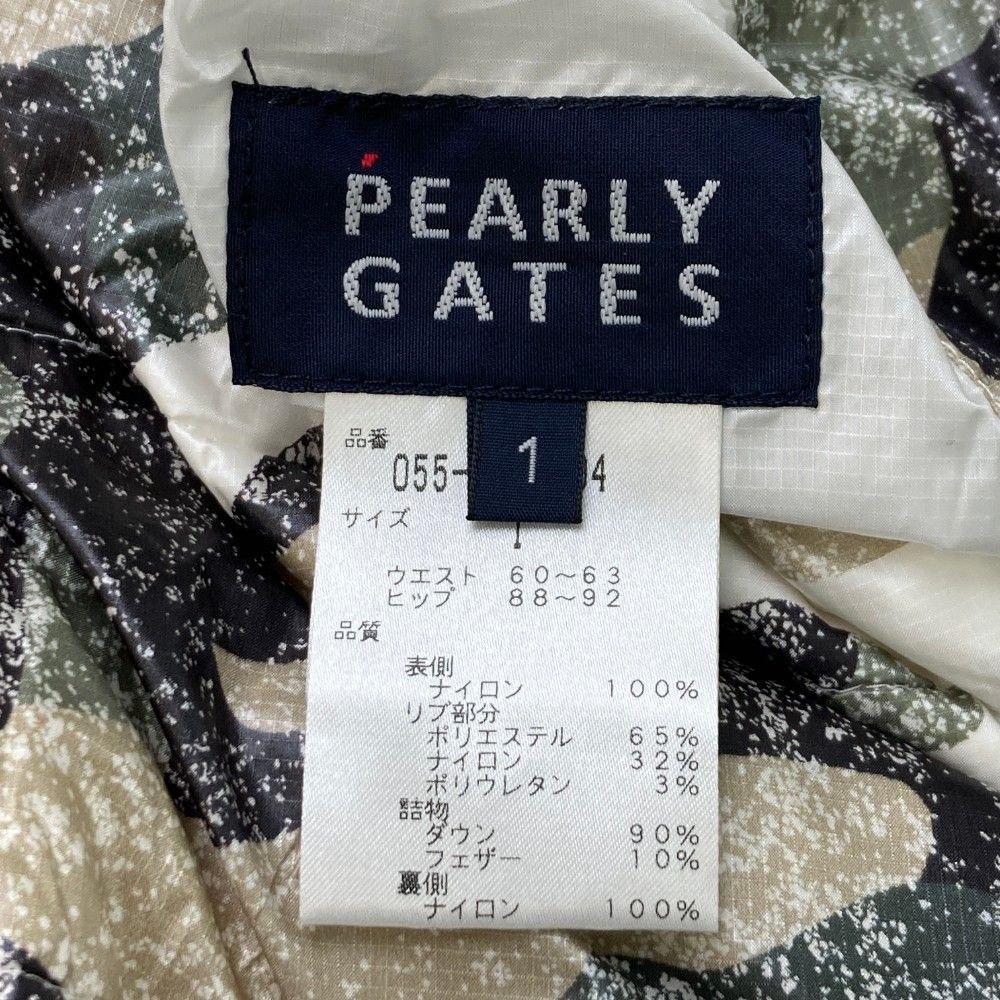 PEARLY
GATES
1
品番
055- 04
サイズ
ウエスト 60～63
ヒップ 88～92
品質
表側
ナイロン 100%
リブ部分
ポリエステル 65%
ナイロン 32%
ポリウレタン 3%
詰物
ダウン 90%
フェザー 10%
裏側
ナイロン 100%